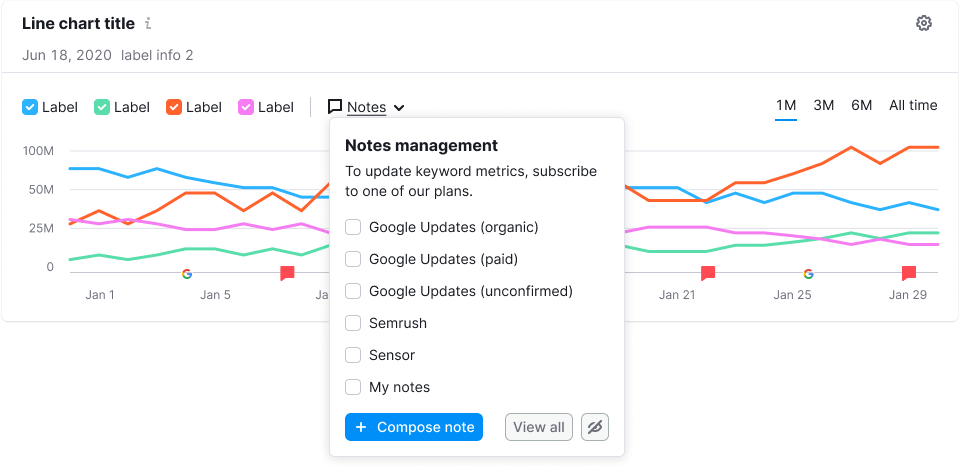 Line chart title
Jun 18, 2020 label info 2
Label Label Label Label Notes 1M 3M 6M All time
Notes management
To update keyword metrics, subscribe
to one of our plans.
Google Updates (organic)
Google Updates (paid)
Google Updates (unconfirmed)
Semrush
Sensor
My notes
+ Compose note View all
100M
50M
25M
0
Jan 1 Jan 5 Jan 21 Jan 25 Jan 29